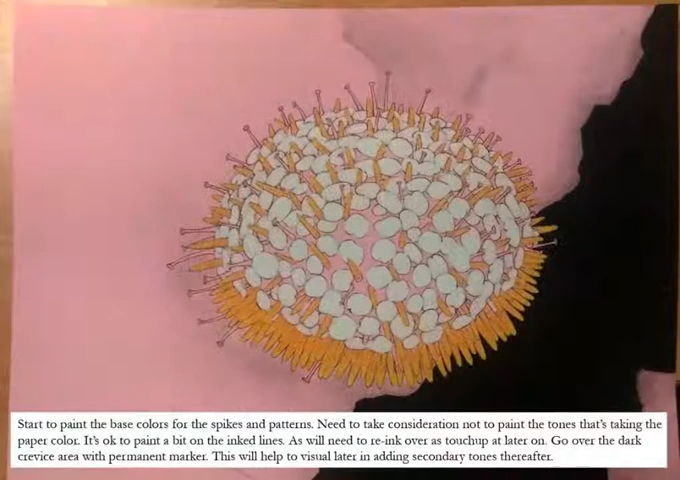 Start to paint the base colors for the spikes and patterns. Need to take consideration not to paint the tones that's taking the
paper color. It's ok to paint a bit on the inked lines. As will need to re-ink over as touchup at later on. Go over the dark
crevice area with permanent marker. This will help to visual later in adding secondary tones thereafter.